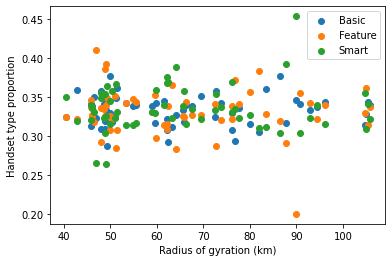 0.45
0.40
0.35
0.30
0.25
0.20
Handset type proportion
Basic
Feature
Smart
40 50 60 70 80 90 100
Radius of gyration (km)